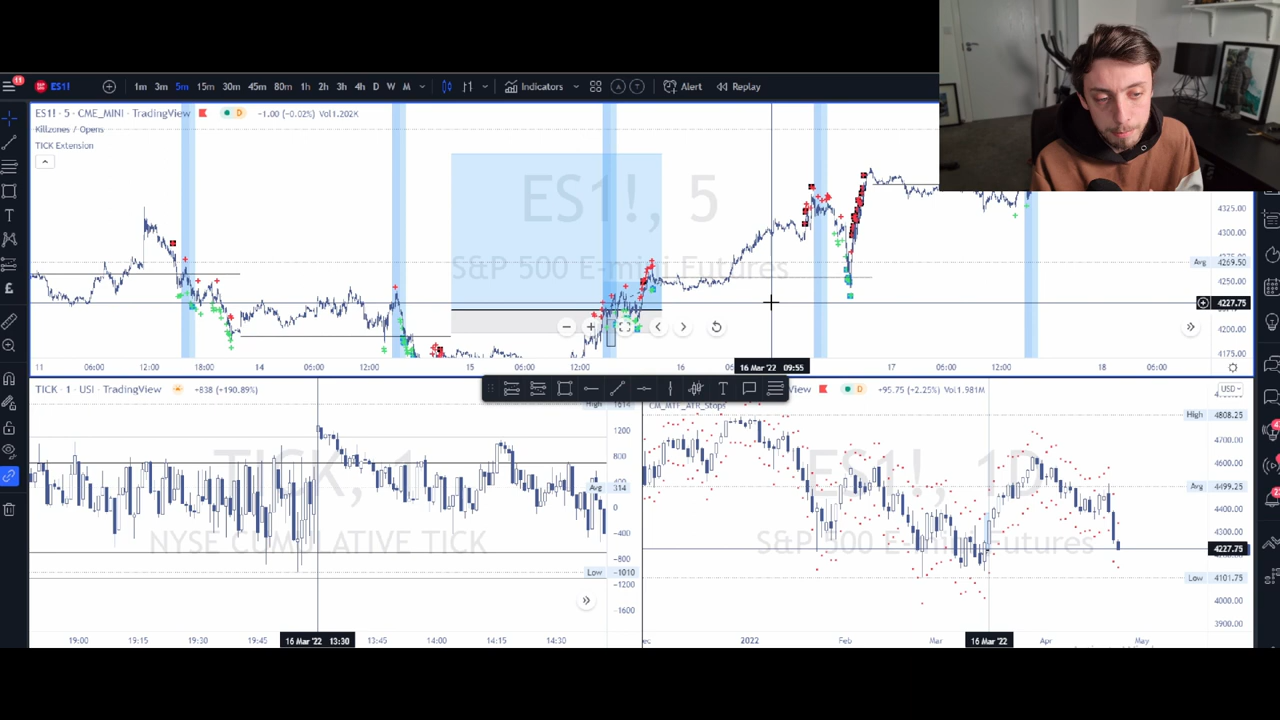 11
ES1!
1m 3m 5m 15m 30m 45m 80m 1h 2h 3h 4h D W M
Indicators
Alert
Replay
ES1! · 5 · CME_MINI · TradingView
D
−1.00 (−0.02%) Vol1.202K
Killzones / Opens
TICK Extension
ES1!, 5
S&P 500 E-mini Futures
4325.00
4300.00
Avg 4269.50
4250.00
4227.75
4200.00
4175.00
11 06:00 12:00 18:00 14 06:00 12:00 15 06:00 12:00 16 16 Mar '22 09:55 17 06:00 12:00 18 06:00
TICK · 1 · USI · TradingView
+838 (+190.89%)
High 1614
1200
800
Avg 314
0
−400
−800
Low −1010
−1200
−1600
TICK, 1
NYSE CUMULATIVE TICK
19:00 19:15 19:30 19:45 16 Mar '22 13:30 13:45 14:00 14:15 14:30
View
D
+95.75 (+2.25%) Vol1.981M
USD
CM_MTF_ATR_Stops
High 4808.25
4700.00
4600.00
Avg 4499.25
4400.00
4300.00
4227.75
Low 4101.75
4000.00
3900.00
ES1!, 1D
S&P 500 E-mini Futures
2022 Feb Mar 16 Mar '22 Apr May